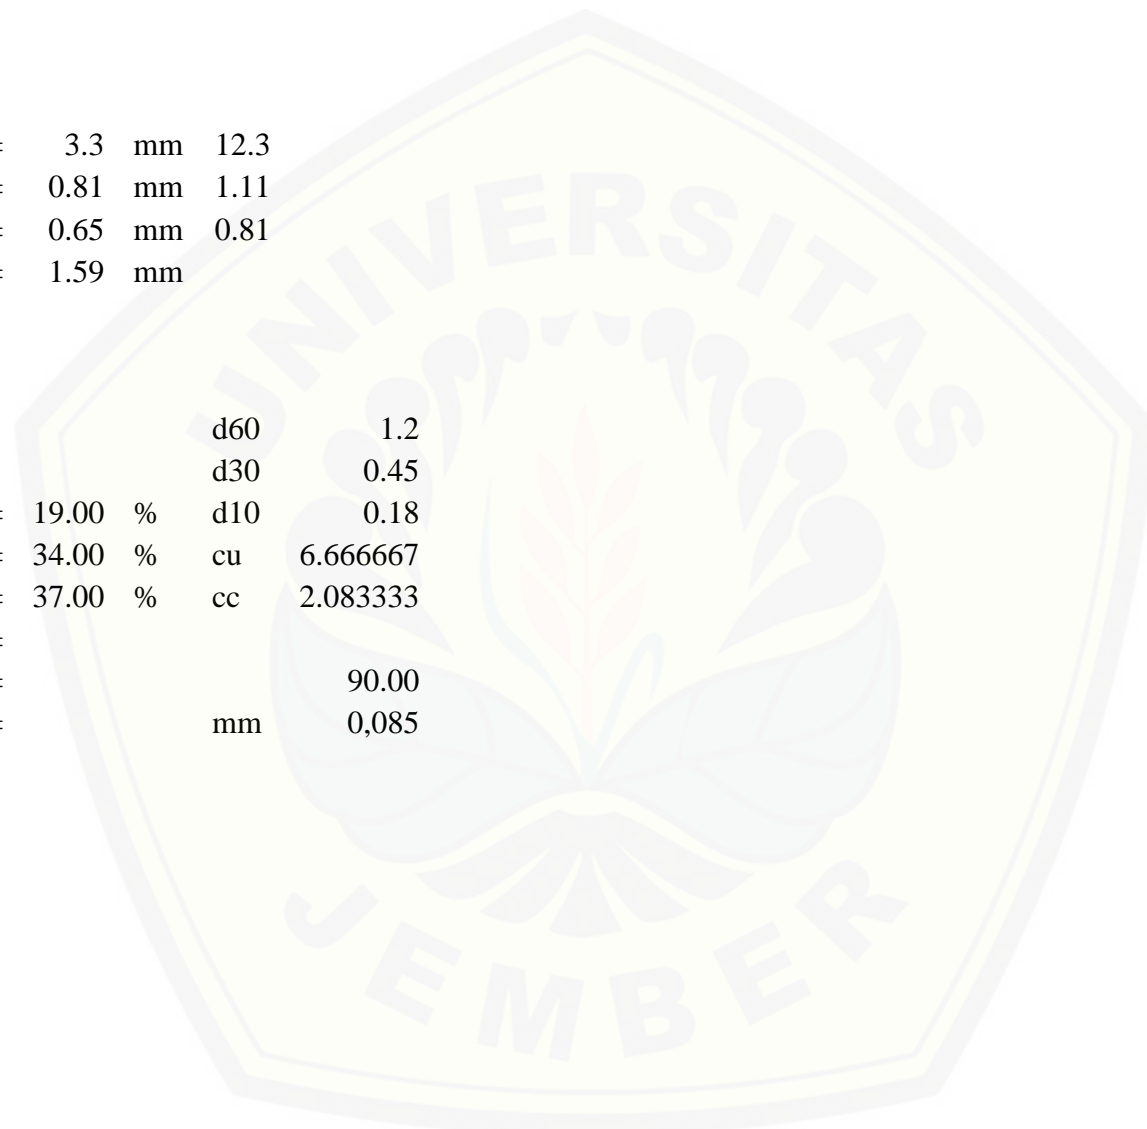 = 3.3 mm 12.3
= 0.81 mm 1.11
= 0.65 mm 0.81
= 1.59 mm
d60 1.2
d30 0.45
= 19.00 % d10 0.18
= 34.00 % cu 6.666667
= 37.00 % cc 2.083333
=
= 90.00
= mm 0,085
UNIVERSITAS
JEMBER